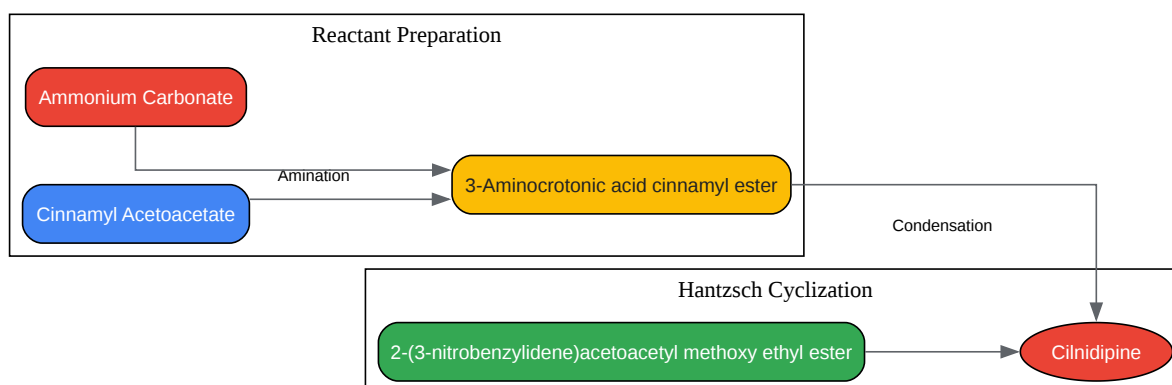 Reactant Preparation
Ammonium Carbonate
Amination
3-Aminocrotonic acid cinnamyl ester
Cinnamyl Acetoacetate
Condensation
Hantzsch Cyclization
2-(3-nitrobenzylidene)acetoacetyl methoxy ethyl ester
Cilnidipine